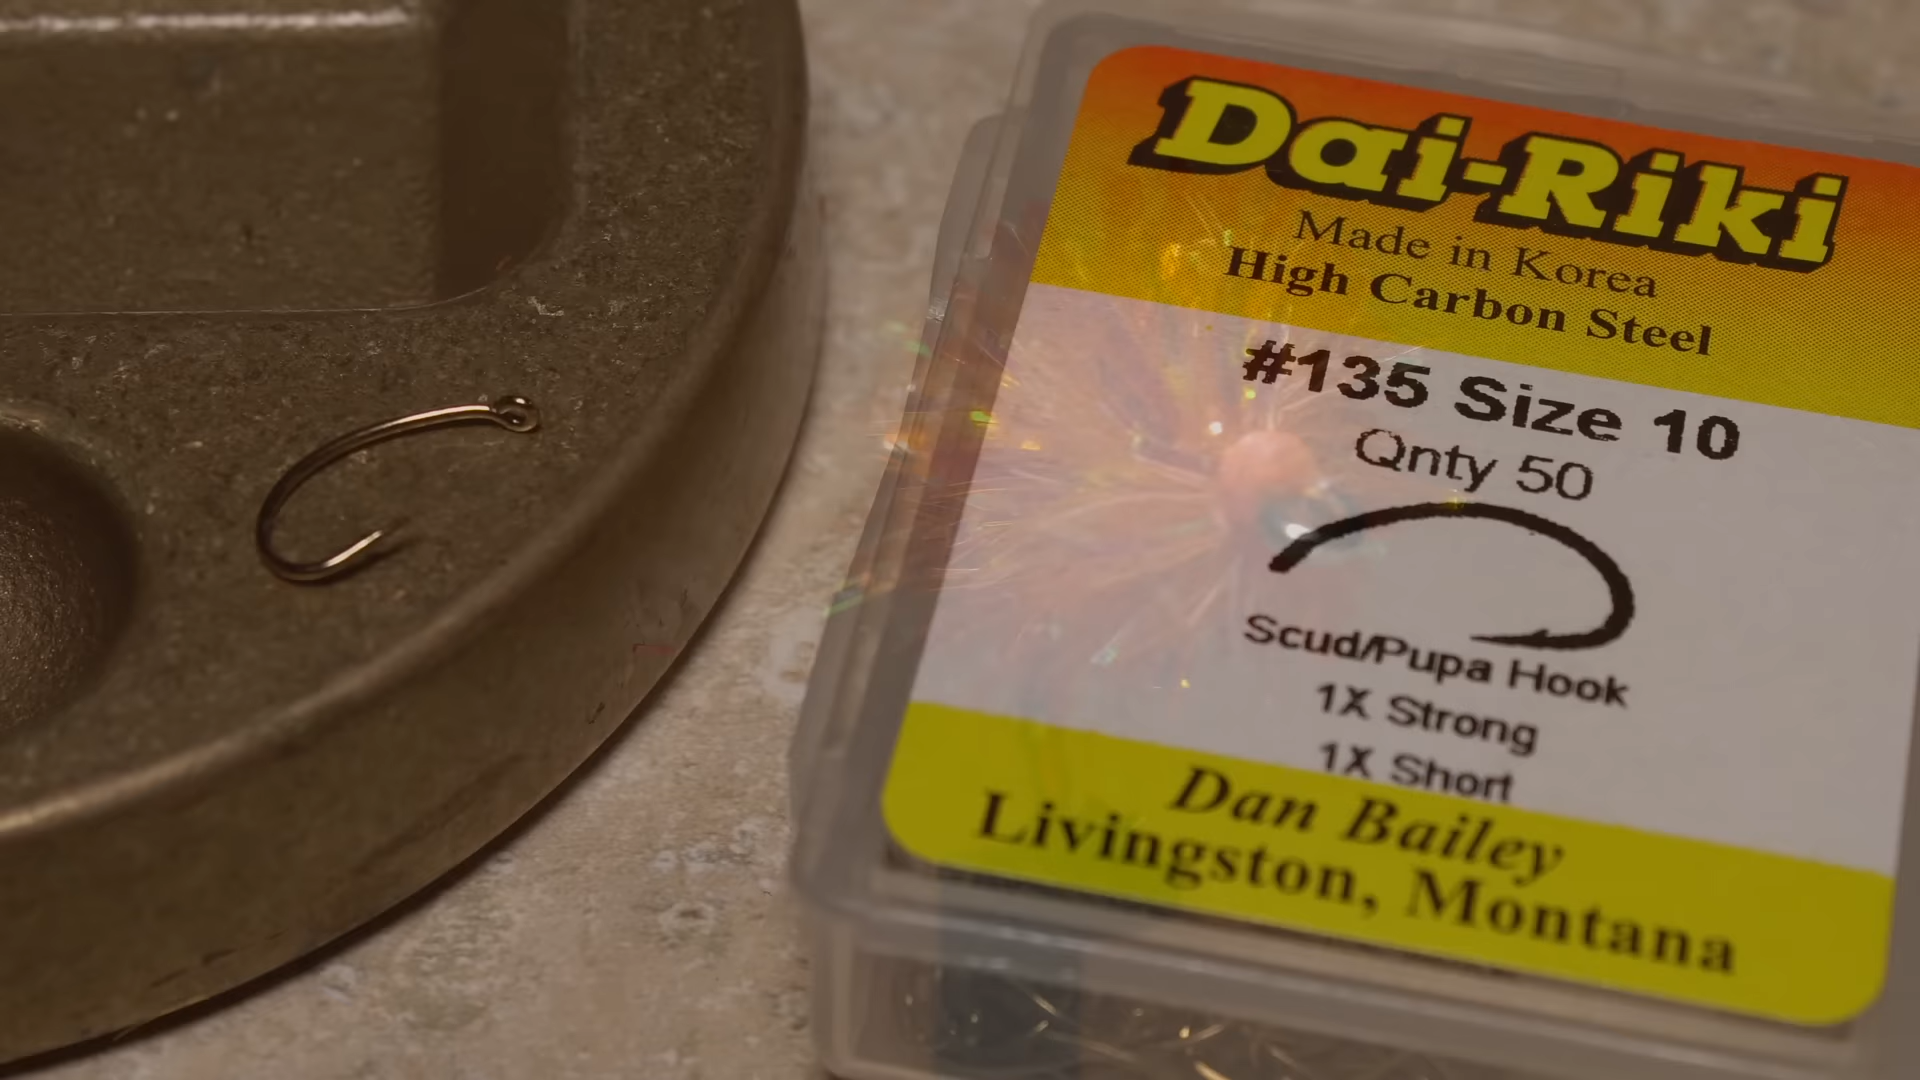 Dai-Riki
Made in Korea
High Carbon Steel
#135 Size 10
Qnty 50
Scud/Pupa Hook
1X Strong
1X Short
Dan Bailey
Livingston, Montana